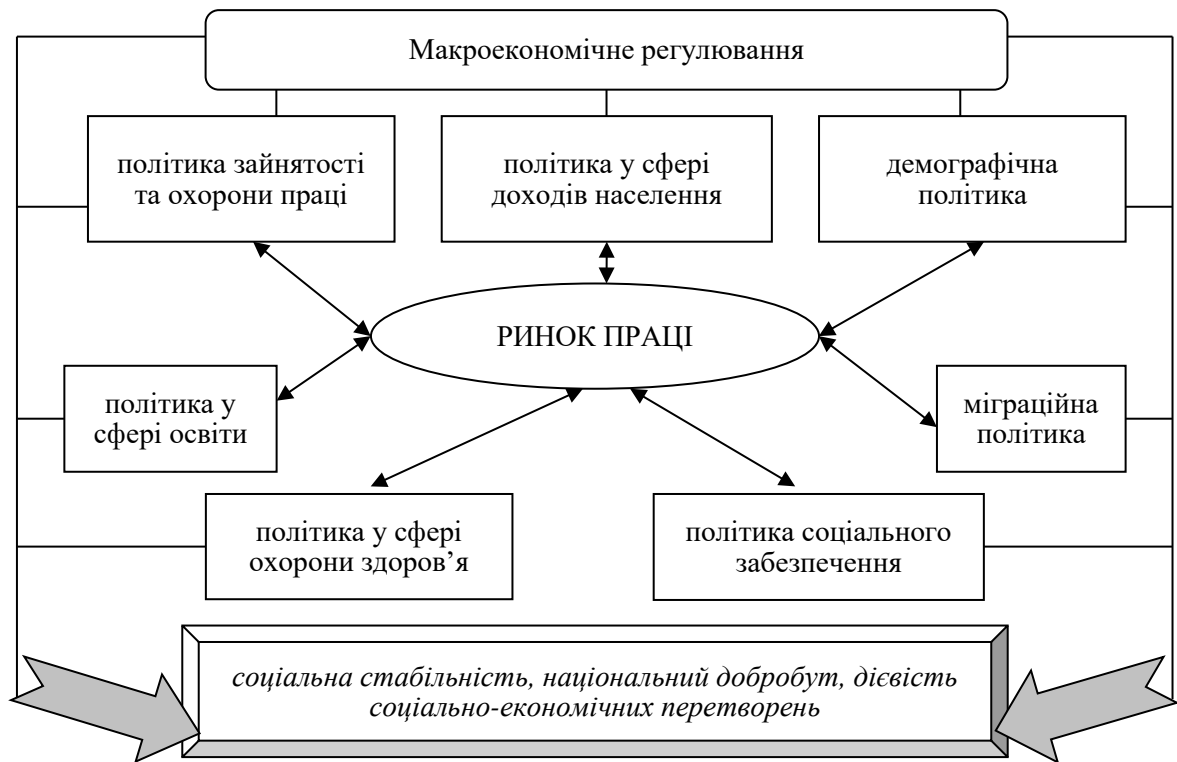 Макроекономічне регулювання
політика зайнятості
та охорони праці
політика у сфері
доходів населення
демографічна
політика
РИНОК ПРАЦІ
політика у
сфері освіти
міграційна
політика
політика у сфері
охорони здоров’я
політика соціального
забезпечення
соціальна стабільність, національний добробут, дієвість
соціально-економічних перетворень